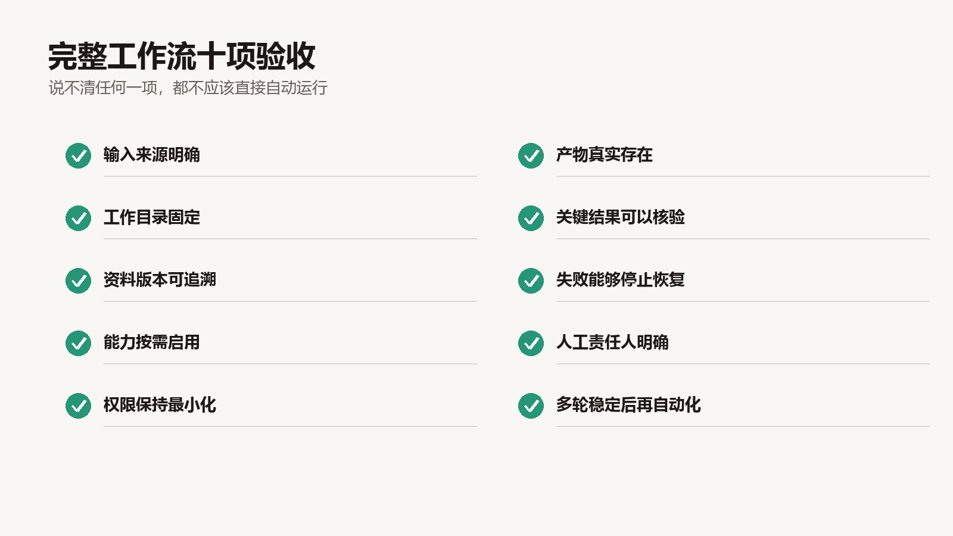 完整工作流十项验收
说不清任何一项，都不应该直接自动运行
输入来源明确
工作目录固定
资料版本可追溯
能力按需启用
权限保持最小化
产物真实存在
关键结果可以核验
失败能够停止恢复
人工责任人明确
多轮稳定后再自动化